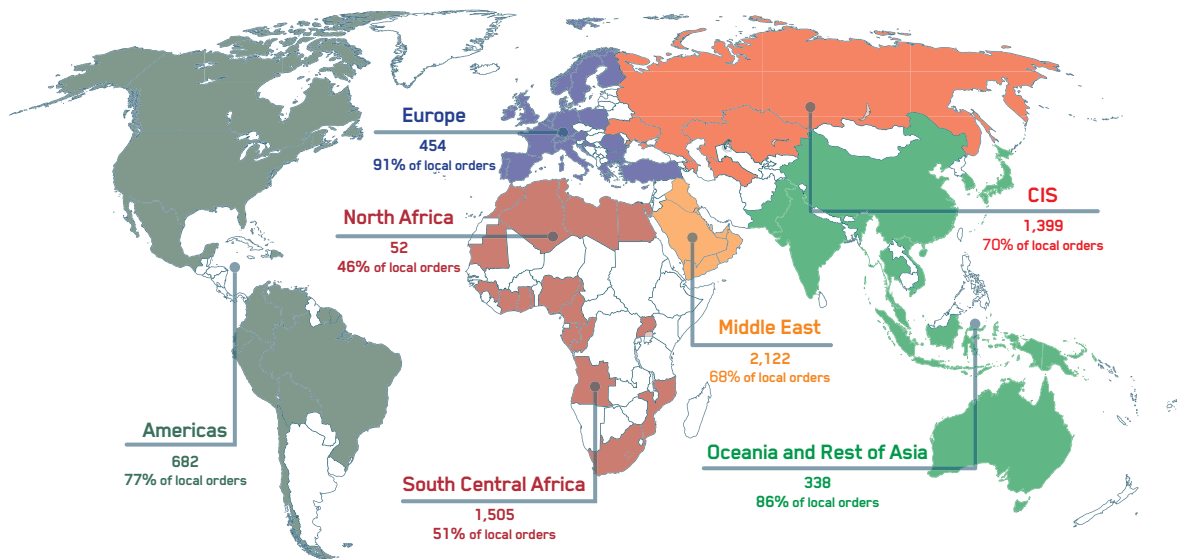 Europe
454
91% of local orders
North Africa
52
46% of local orders
CIS
1,399
70% of local orders
Middle East
2,122
68% of local orders
Americas
682
77% of local orders
Oceania and Rest of Asia
338
86% of local orders
South Central Africa
1,505
51% of local orders